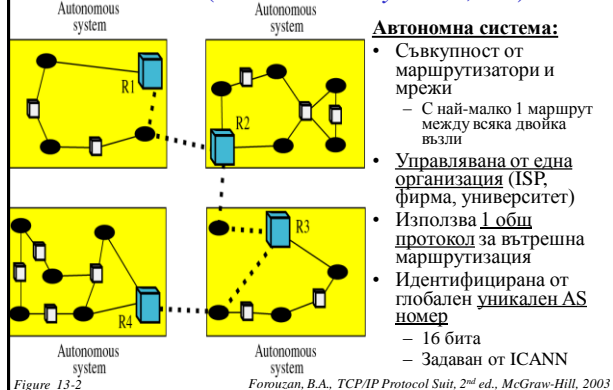 Autonomous
system
Autonomous
system
R1
R2
R3
R4
Autonomous
system
Autonomous
system
Автономна система:
• Съвкупност от
маршрутизатори и
мрежи
– С най-малко 1 маршрут
между всяка двойка
възли
• Управлявана от една
организация (ISP,
фирма, университет)
• Използва 1 общ
протокол за вътрешна
маршрутизация
• Идентифицирана от
глобален уникален AS
номер
– 16 бита
– Задаван от ICANN
Figure 13-2
Forouzan, B.A., TCP/IP Protocol Suit, 2nd ed., McGraw-Hill, 2003